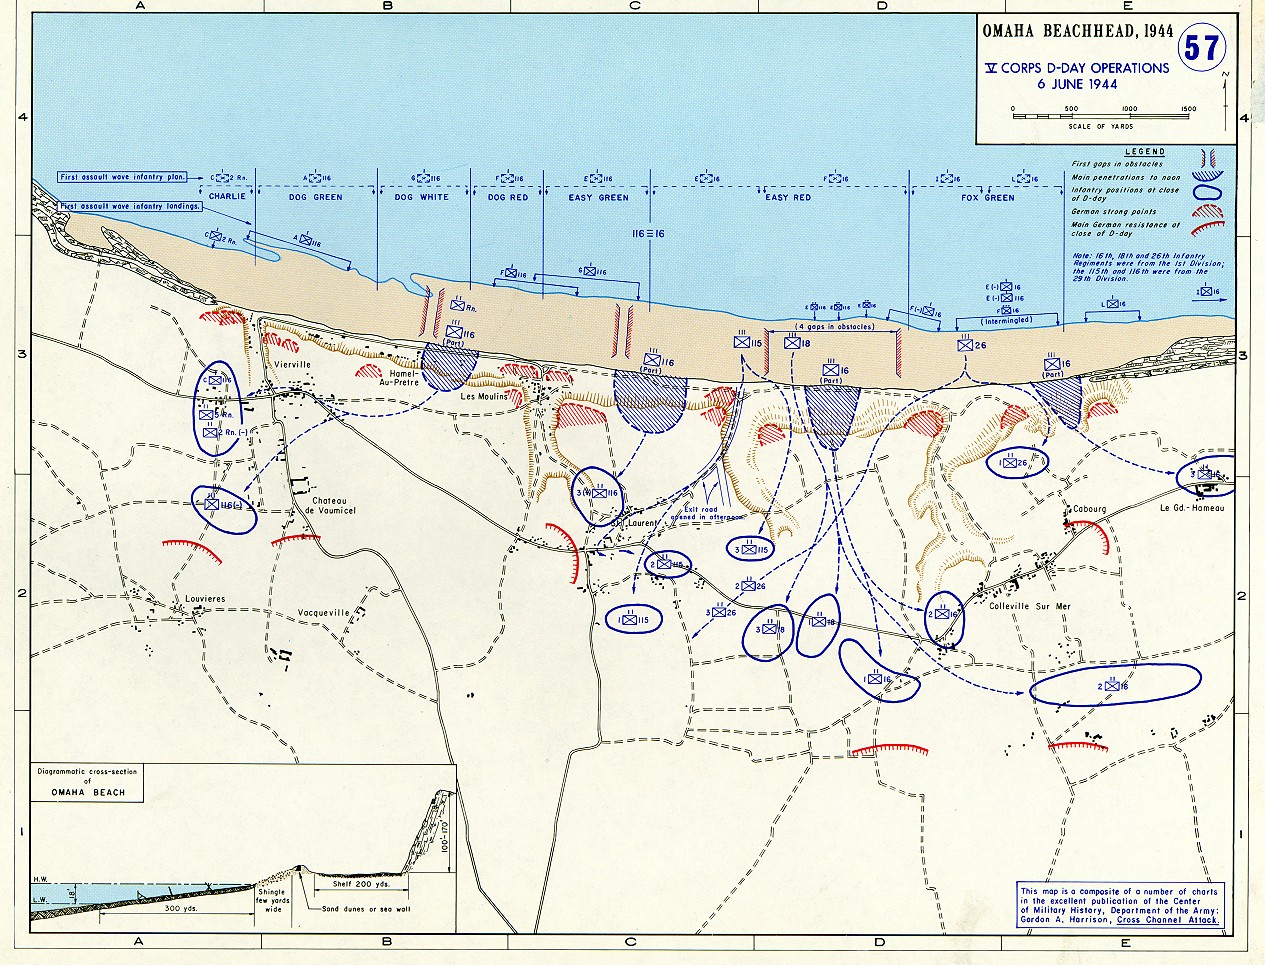 A B C D E
OMAHA BEACHHEAD, 1944
57
V CORPS D-DAY OPERATIONS
6 JUNE 1944
N
0 500 1000 1500
SCALE OF YARDS
4 4
LEGEND
First gaps in obstacles
Main penetrations to noon
Infantry positions at close
of D-day
German strong points
Main German resistance at
close of D-day
Note: 16th, 18th and 26th Infantry
Regiments were from the 1st Division;
the 115th and 116th were from the
29th Division.
First assault wave infantry plan.
C 2 Rn.
A 116
G 116
F 116
E 116
E 16
F 16
I 16
L 16
CHARLIE
DOG GREEN
DOG WHITE
DOG RED
EASY GREEN
EASY RED
FOX GREEN
First assault wave infantry landings.
116 16
C 2 Rn.
A 116
F 116
G 116
E 116
E 16
F(-) 16
E (-) 16
E (-) 116
F 16
(Intermingled)
L 16
I 16
Rn.
116
(Part)
(4 gaps in obstacles)
115
18
26
116
(Part)
16
(Part)
16
(Part)
3 3
Vierville
Hamel-
Au-Pretre
Les Moulins
C 116
5 Rn.
2 Rn. (-)
116(-)
Chateau
de Vaumicel
3(-) 116
St. Laurent
Exit road
opened in afternoon
1 26
Cabourg
Le Gd.-Hameau
3 115
2 115
2 26
3 26
1 115
3 18
1 18
2 16
Colleville Sur Mer
2 2
Louvieres
Vacqueville
1 16
2 16
Diagrammatic cross-section
of
OMAHA BEACH
1 1
100'-170'
H.W.
L.W.
18'
300 yds.
Shingle
few yards
wide
Shelf 200 yds.
Sand dunes or sea wall
This map is a composite of a number of charts
in the excellent publication of the Center
of Military History, Department of the Army:
Gordon A. Harrison, Cross Channel Attack.
A B C D E